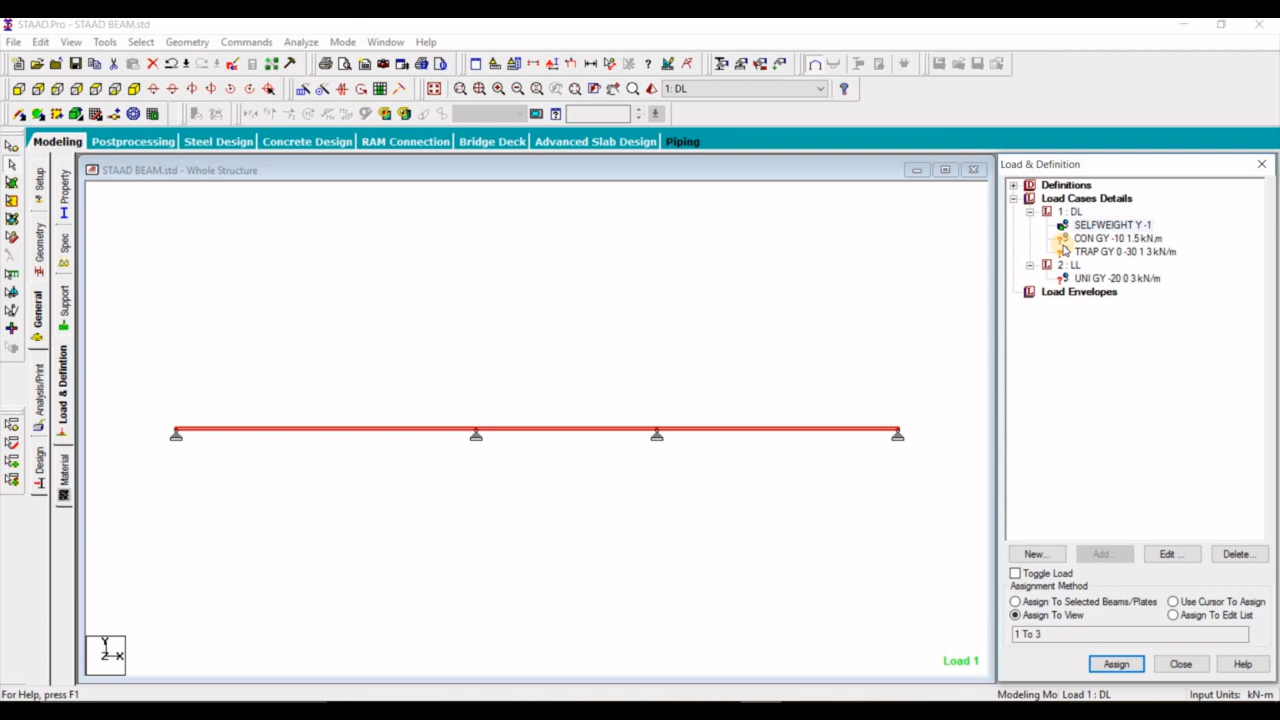 STAAD.Pro - STAAD BEAM.std
File Edit View Tools Select Geometry Commands Analyze Mode Window Help
1: DL
Modeling Postprocessing Steel Design Concrete Design RAM Connection Bridge Deck Advanced Slab Design Piping
Setup
Geometry
General
Analysis/Print
Design
Property
Spec
Support
Load & Definition
Material
STAAD BEAM.std - Whole Structure
Load & Definition
Definitions
Load Cases Details
1 : DL
SELFWEIGHT Y -1
CON GY -10 1.5 kN,m
TRAP GY 0 -30 1 3 kN/m
2 : LL
UNI GY -20 0 3 kN/m
Load Envelopes
New... Add... Edit ... Delete...
Toggle Load
Assignment Method
Assign To Selected Beams/Plates Use Cursor To Assign
Assign To View Assign To Edit List
1 To 3
Assign Close Help
Y
Z X
Load 1
For Help, press F1 Modeling Mo Load 1 : DL Input Units: kN-m